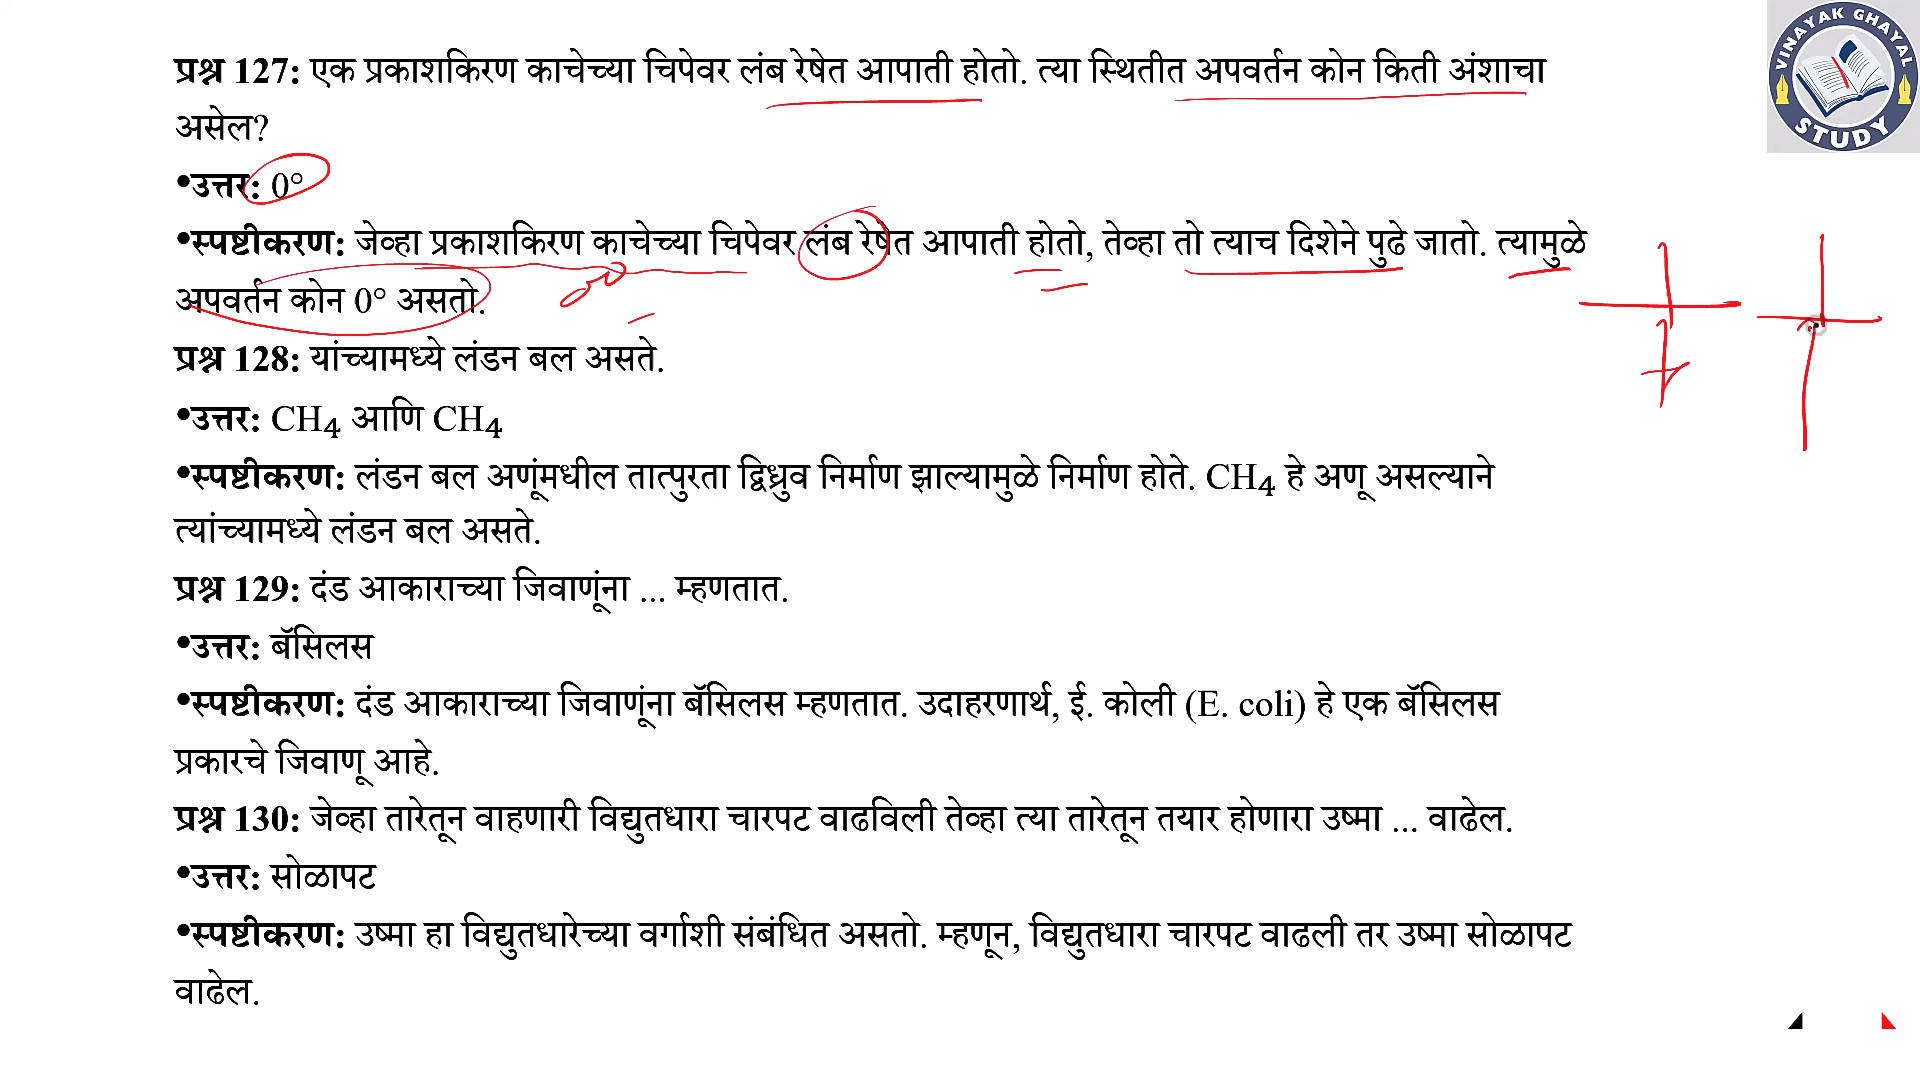 प्रश्न 127: एक प्रकाशकिरण काचेच्या चिपेवर लंब रेषेत आपाती होतो. त्या स्थितीत अपवर्तन कोन किती अंशाचा
असेल?
•उत्तर: 0°
•स्पष्टीकरण: जेव्हा प्रकाशकिरण काचेच्या चिपेवर लंब रेषेत आपाती होतो, तेव्हा तो त्याच दिशेने पुढे जातो. त्यामुळे
अपवर्तन कोन 0° असतो.
प्रश्न 128: यांच्यामध्ये लंडन बल असते.
•उत्तर: CH₄ आणि CH₄
•स्पष्टीकरण: लंडन बल अणूंमधील तात्पुरता द्विध्रुव निर्माण झाल्यामुळे निर्माण होते. CH₄ हे अणू असल्याने
त्यांच्यामध्ये लंडन बल असते.
प्रश्न 129: दंड आकाराच्या जिवाणूंना ... म्हणतात.
•उत्तर: बॅसिलस
•स्पष्टीकरण: दंड आकाराच्या जिवाणूंना बॅसिलस म्हणतात. उदाहरणार्थ, ई. कोली (E. coli) हे एक बॅसिलस
प्रकारचे जिवाणू आहे.
प्रश्न 130: जेव्हा तारेतून वाहणारी विद्युतधारा चारपट वाढविली तेव्हा त्या तारेतून तयार होणारा उष्मा ... वाढेल.
•उत्तर: सोळापट
•स्पष्टीकरण: उष्मा हा विद्युतधारेच्या वर्गाशी संबंधित असतो. म्हणून, विद्युतधारा चारपट वाढली तर उष्मा सोळापट
वाढेल.
VINAYAK GHAYAL
STUDY